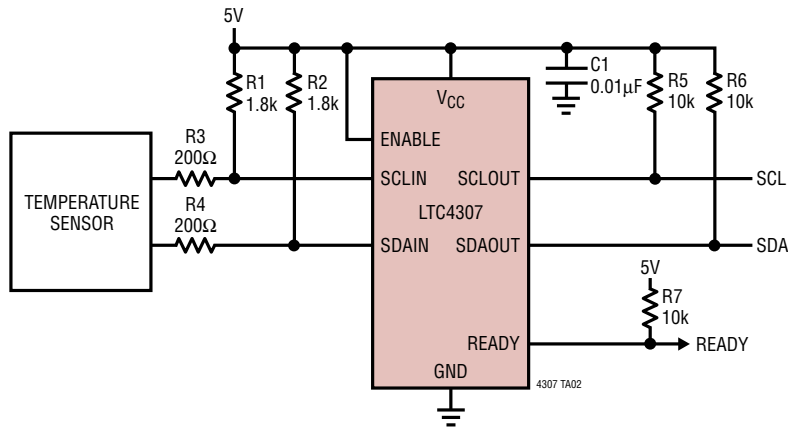 5V
R1
1.8k
R2
1.8k
C1
0.01µF
R5
10k
R6
10k
VCC
ENABLE
R3
200Ω
SCLIN
SCLOUT
SCL
TEMPERATURE
SENSOR
LTC4307
R4
200Ω
SDAIN
SDAOUT
SDA
5V
R7
10k
READY
READY
GND
4307 TA02